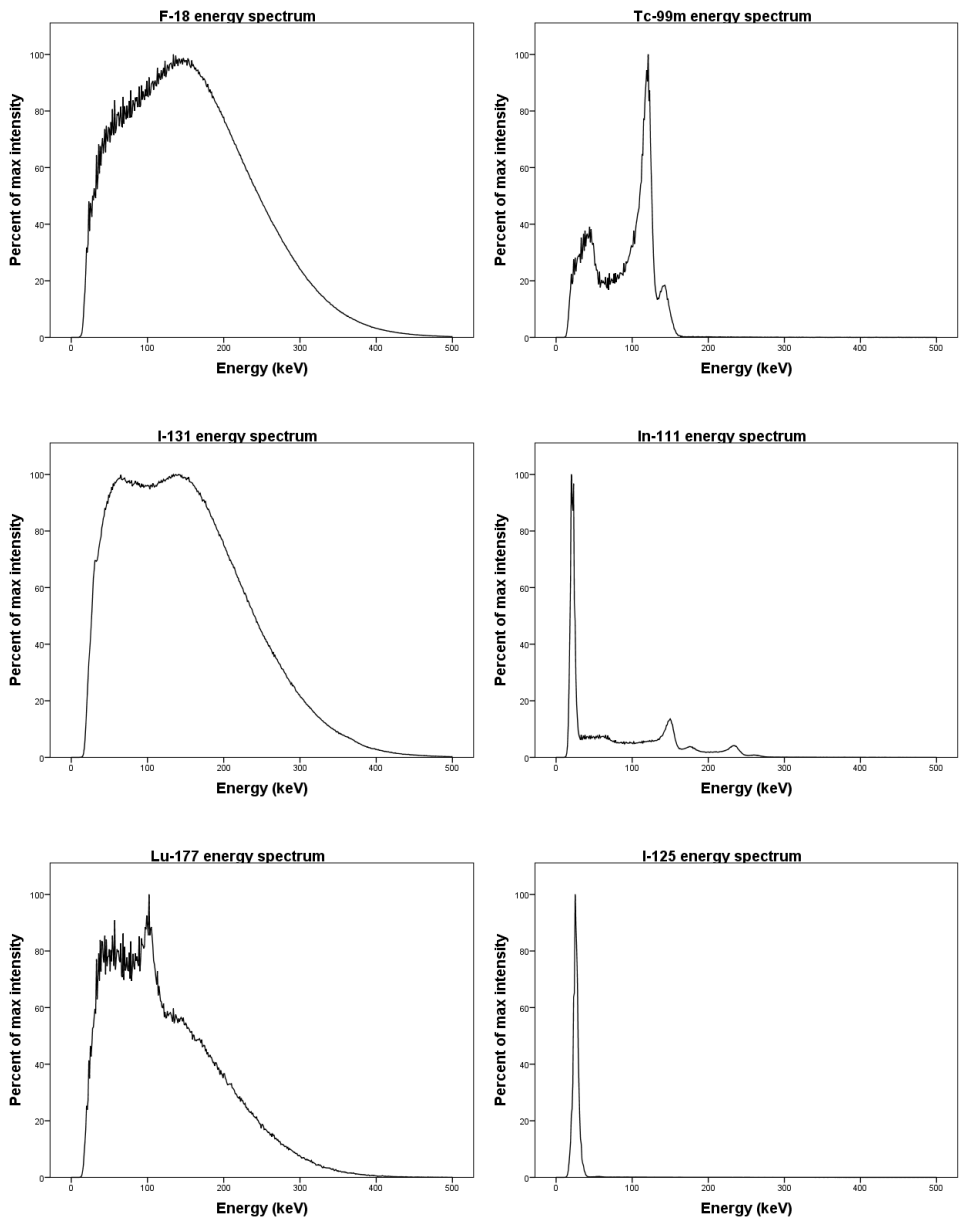 F-18 energy spectrum
Percent of max intensity
100
80
60
40
20
0
0 100 200 300 400 500
Energy (keV)
Tc-99m energy spectrum
Percent of max intensity
100
80
60
40
20
0
0 100 200 300 400 500
Energy (keV)
I-131 energy spectrum
Percent of max intensity
100
80
60
40
20
0
0 100 200 300 400 500
Energy (keV)
In-111 energy spectrum
Percent of max intensity
100
80
60
40
20
0
0 100 200 300 400 500
Energy (keV)
Lu-177 energy spectrum
Percent of max intensity
100
80
60
40
20
0
0 100 200 300 400 500
Energy (keV)
I-125 energy spectrum
Percent of max intensity
100
80
60
40
20
0
0 100 200 300 400 500
Energy (keV)